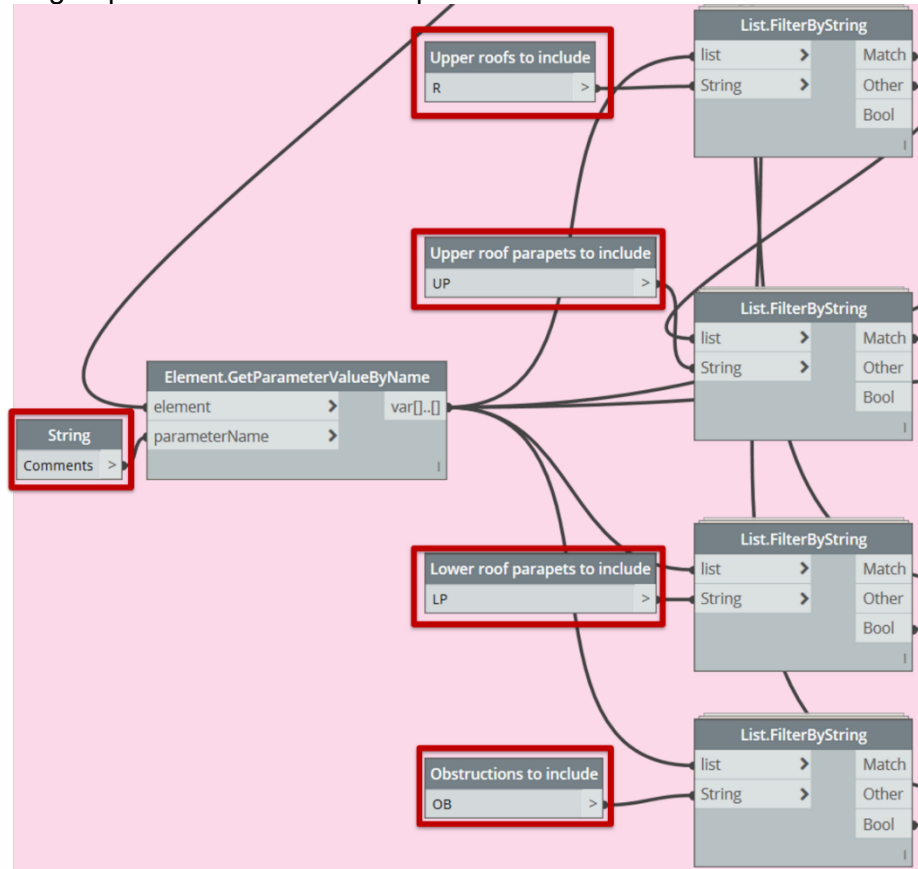 Upper roofs to include
R >
List.FilterByString
list > Match
String > Other
Bool
Upper roof parapets to include
UP >
List.FilterByString
list > Match
String > Other
Bool
Element.GetParameterValueByName
element > var[]..[]
parameterName >
String
Comments >
List.FilterByString
list > Match
String > Other
Bool
Lower roof parapets to include
LP >
List.FilterByString
list > Match
String > Other
Bool
Obstructions to include
OB >